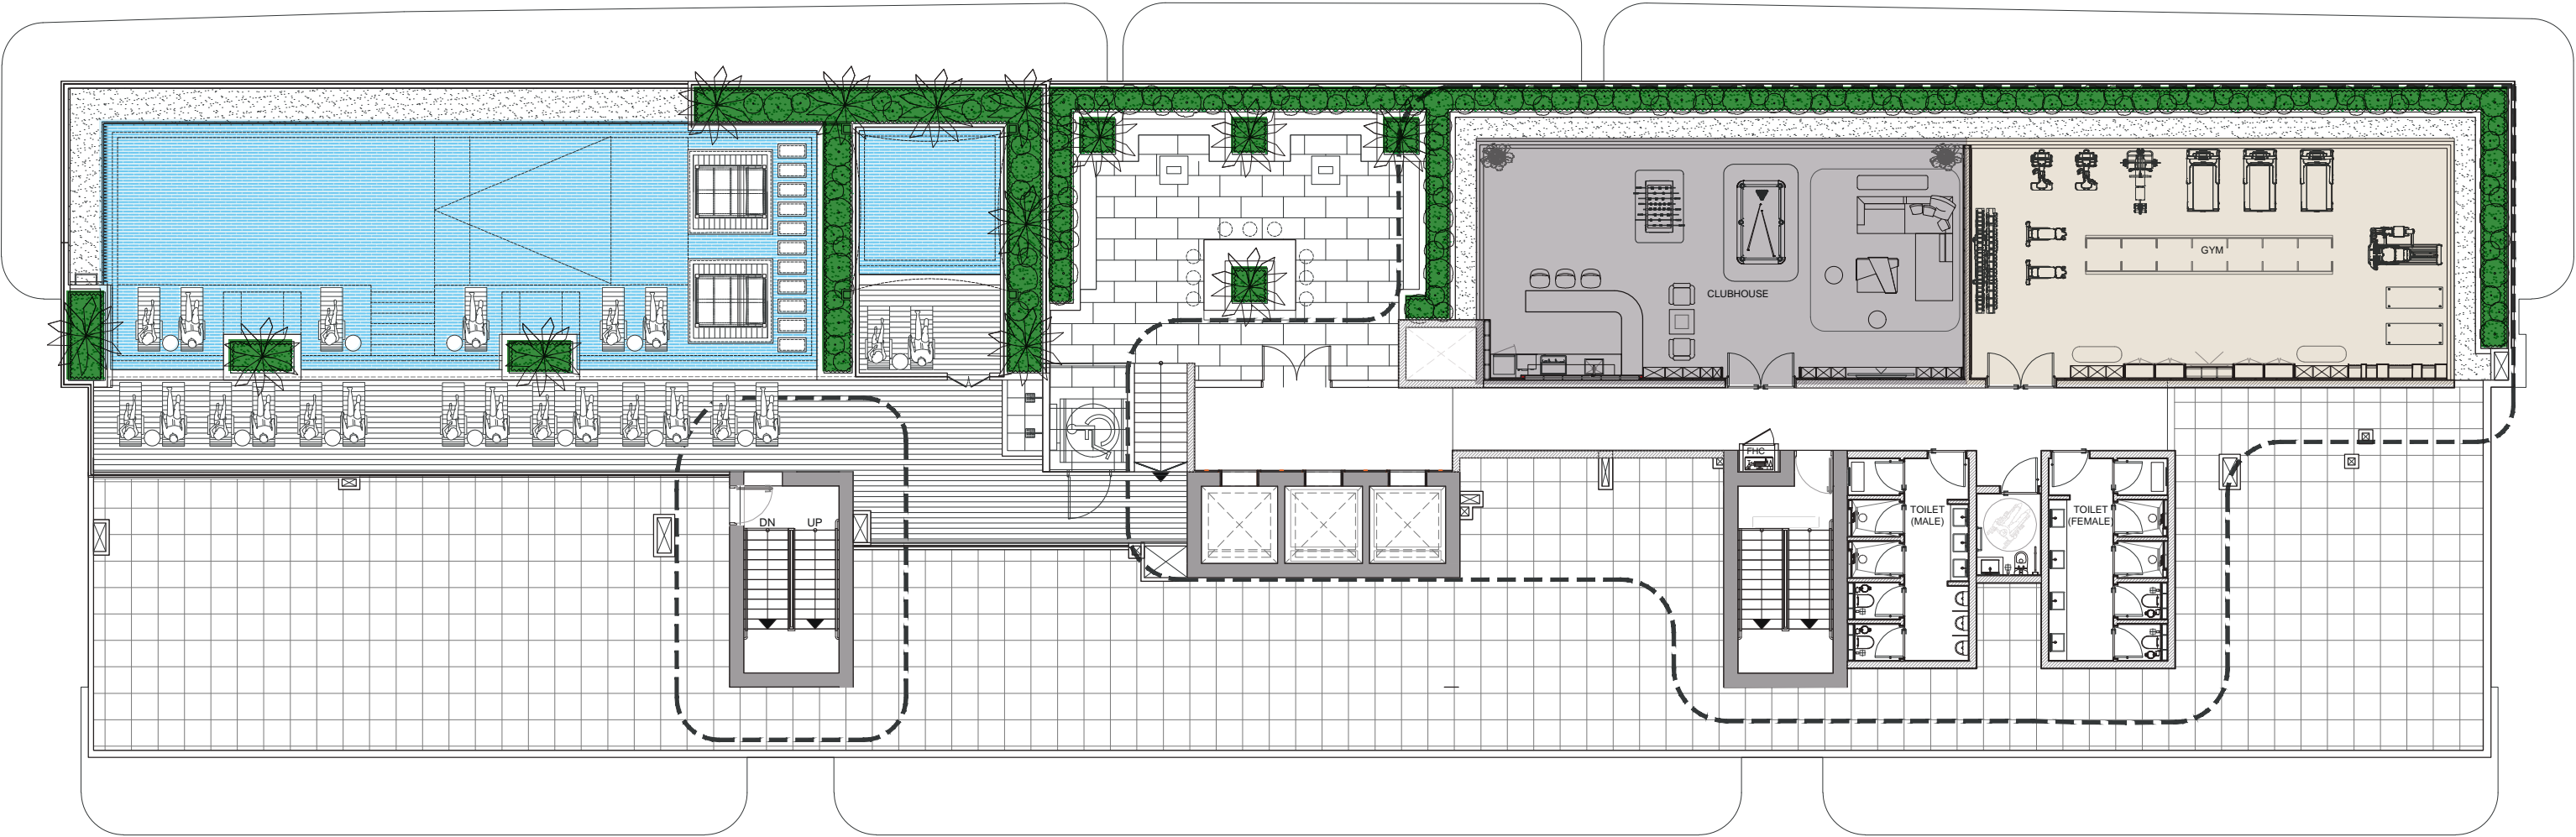 GYM
CLUBHOUSE
FHC
TOILET
(MALE)
TOILET
(FEMALE)
DN
UP